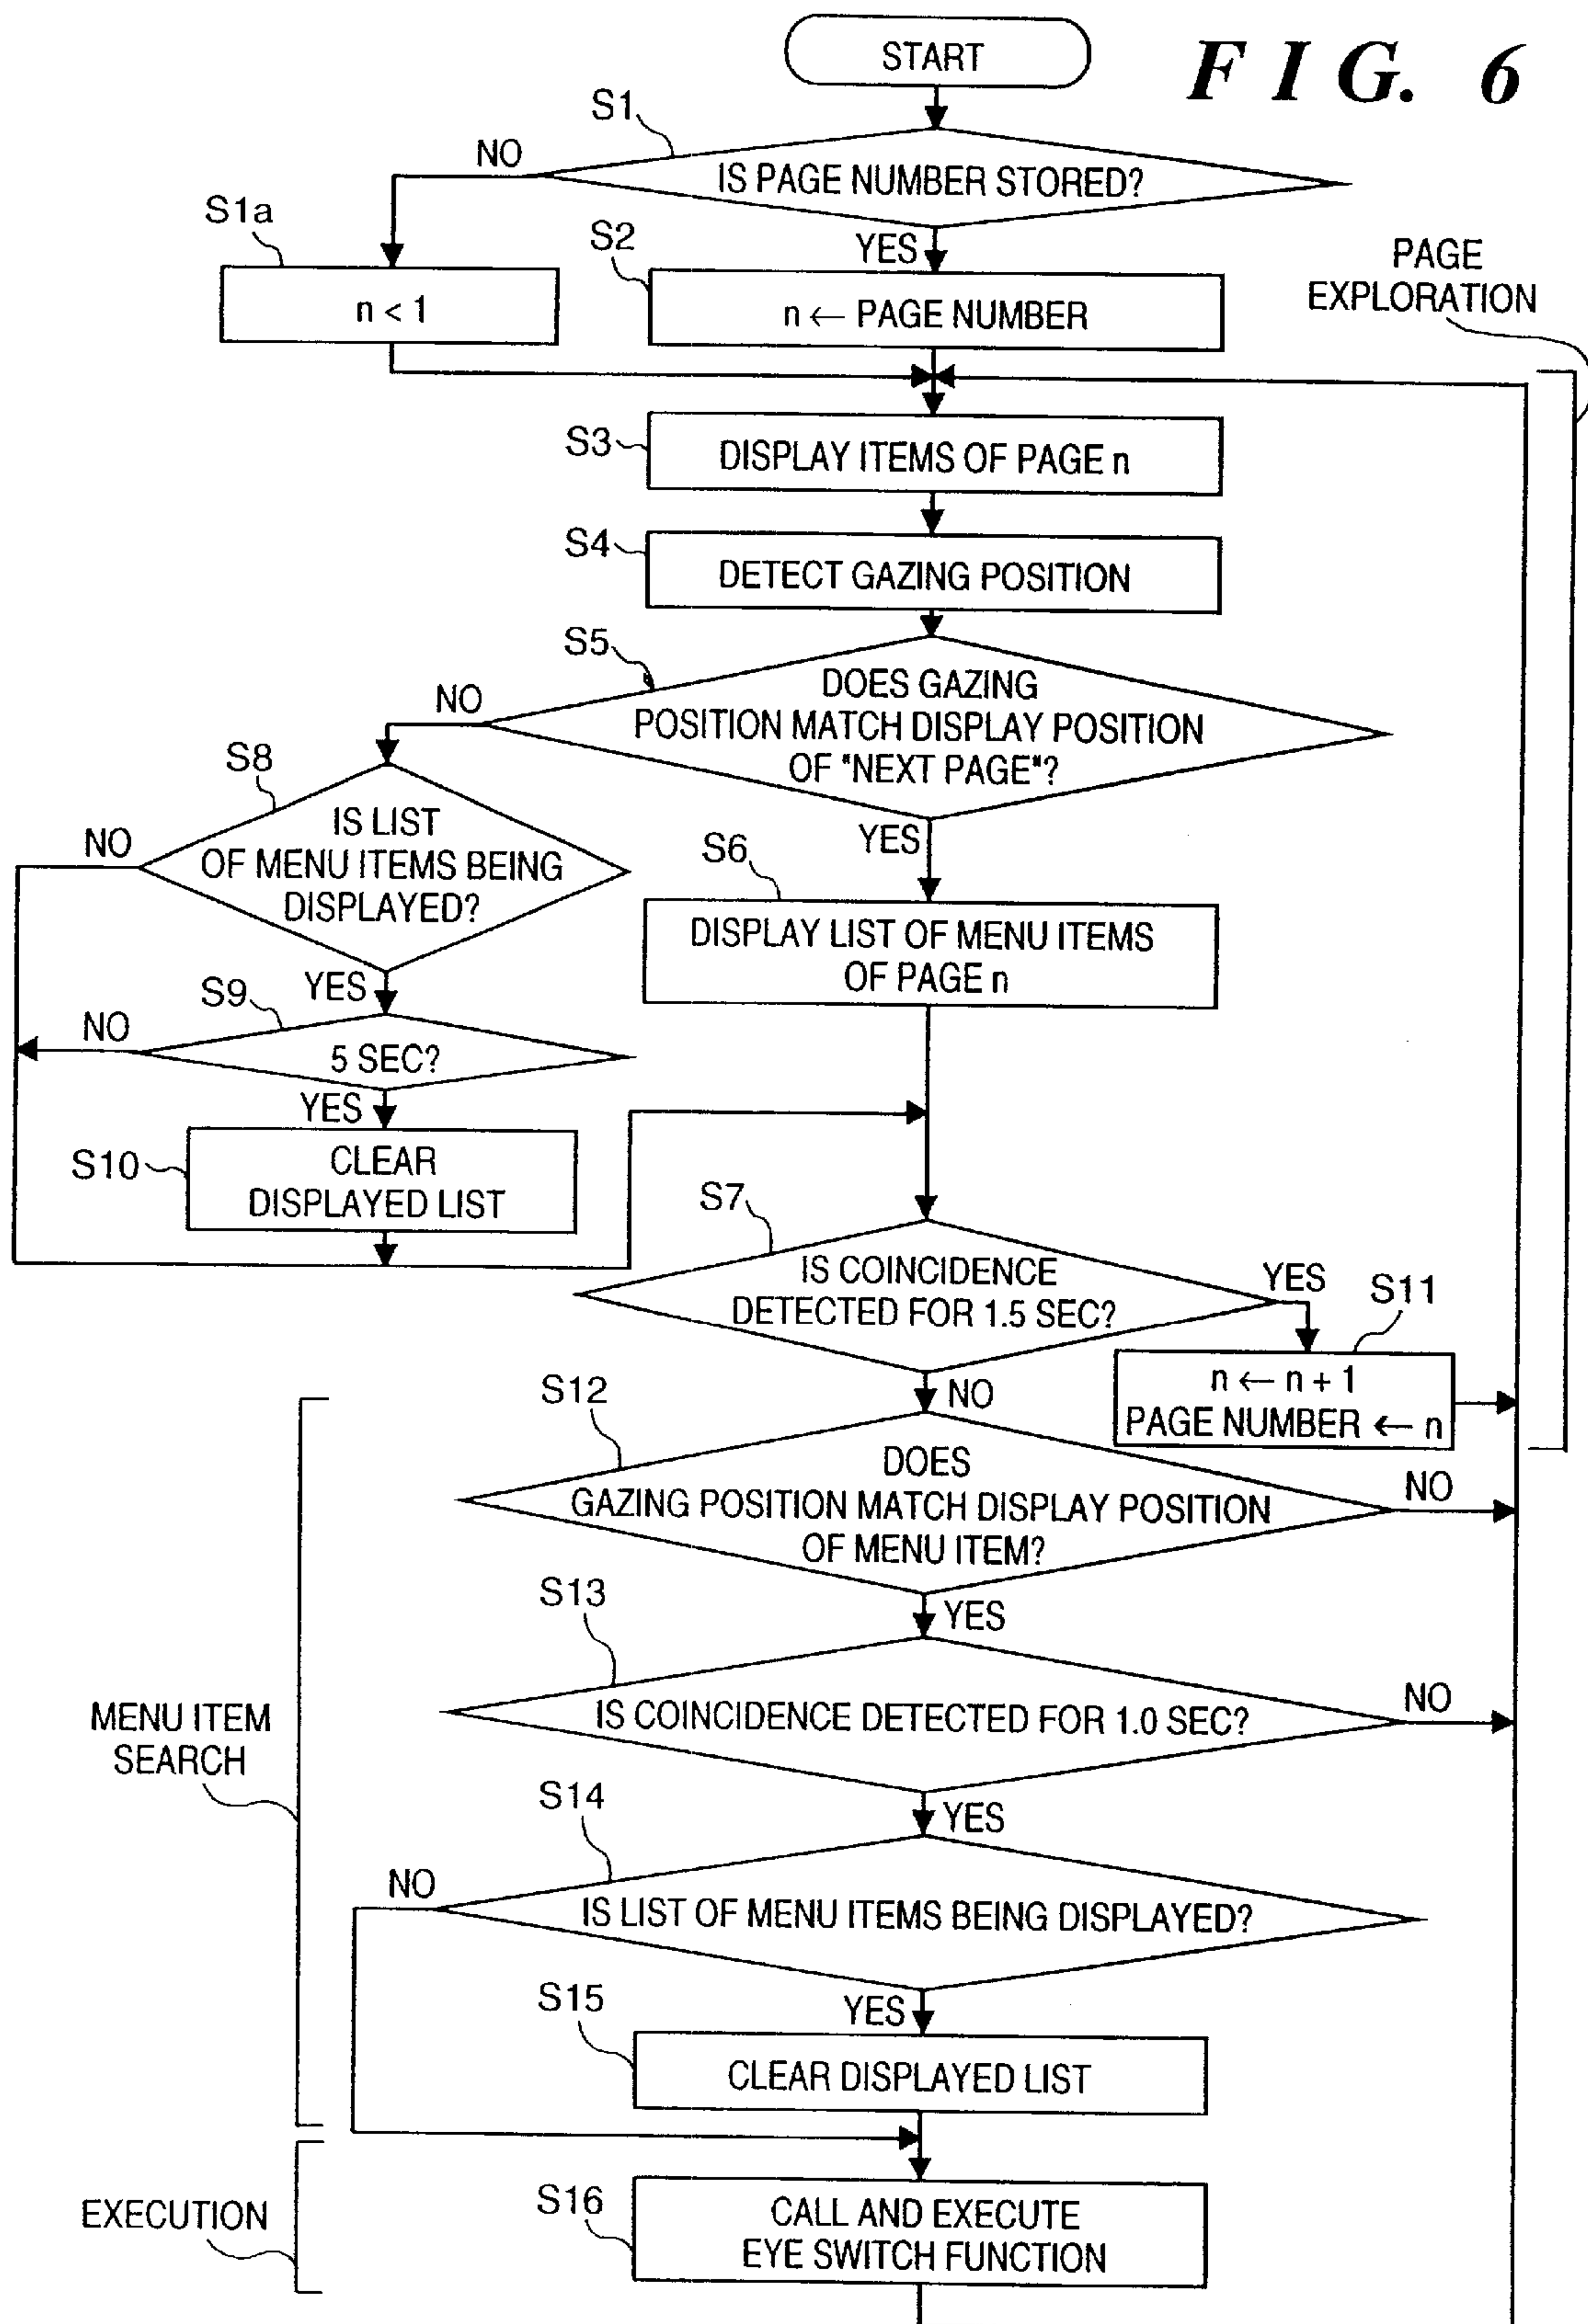 START
F I G. 6
S1
NO
IS PAGE NUMBER STORED?
S1a
S2
YES
n < 1
n ← PAGE NUMBER
PAGE
EXPLORATION
S3
DISPLAY ITEMS OF PAGE n
S4
DETECT GAZING POSITION
S5
NO
DOES GAZING
POSITION MATCH DISPLAY POSITION
OF "NEXT PAGE"?
S8
NO
IS LIST
OF MENU ITEMS BEING
DISPLAYED?
YES
S6
DISPLAY LIST OF MENU ITEMS
OF PAGE n
YES
S9
NO
5 SEC?
YES
S10
CLEAR
DISPLAYED LIST
S7
IS COINCIDENCE
DETECTED FOR 1.5 SEC?
YES
S11
n ← n + 1
PAGE NUMBER ← n
NO
S12
DOES
GAZING POSITION MATCH DISPLAY POSITION
OF MENU ITEM?
NO
YES
S13
IS COINCIDENCE DETECTED FOR 1.0 SEC?
NO
MENU ITEM
SEARCH
YES
S14
NO
IS LIST OF MENU ITEMS BEING DISPLAYED?
YES
S15
CLEAR DISPLAYED LIST
EXECUTION
S16
CALL AND EXECUTE
EYE SWITCH FUNCTION